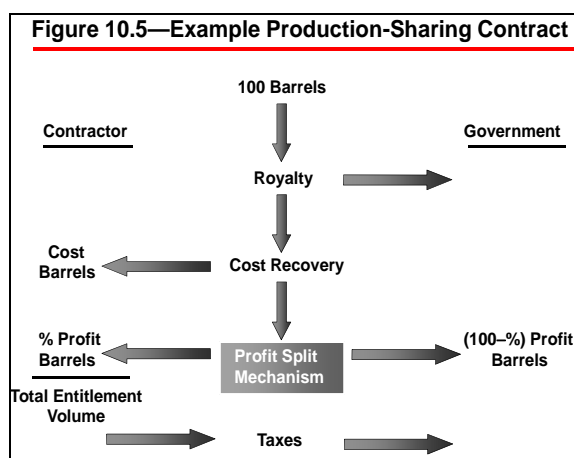 Figure 10.5—Example Production-Sharing Contract
100 Barrels
Contractor
Government
Royalty
Cost
Barrels
Cost Recovery
% Profit
Barrels
Profit Split
Mechanism
(100–%) Profit
Barrels
Total Entitlement
Volume
Taxes